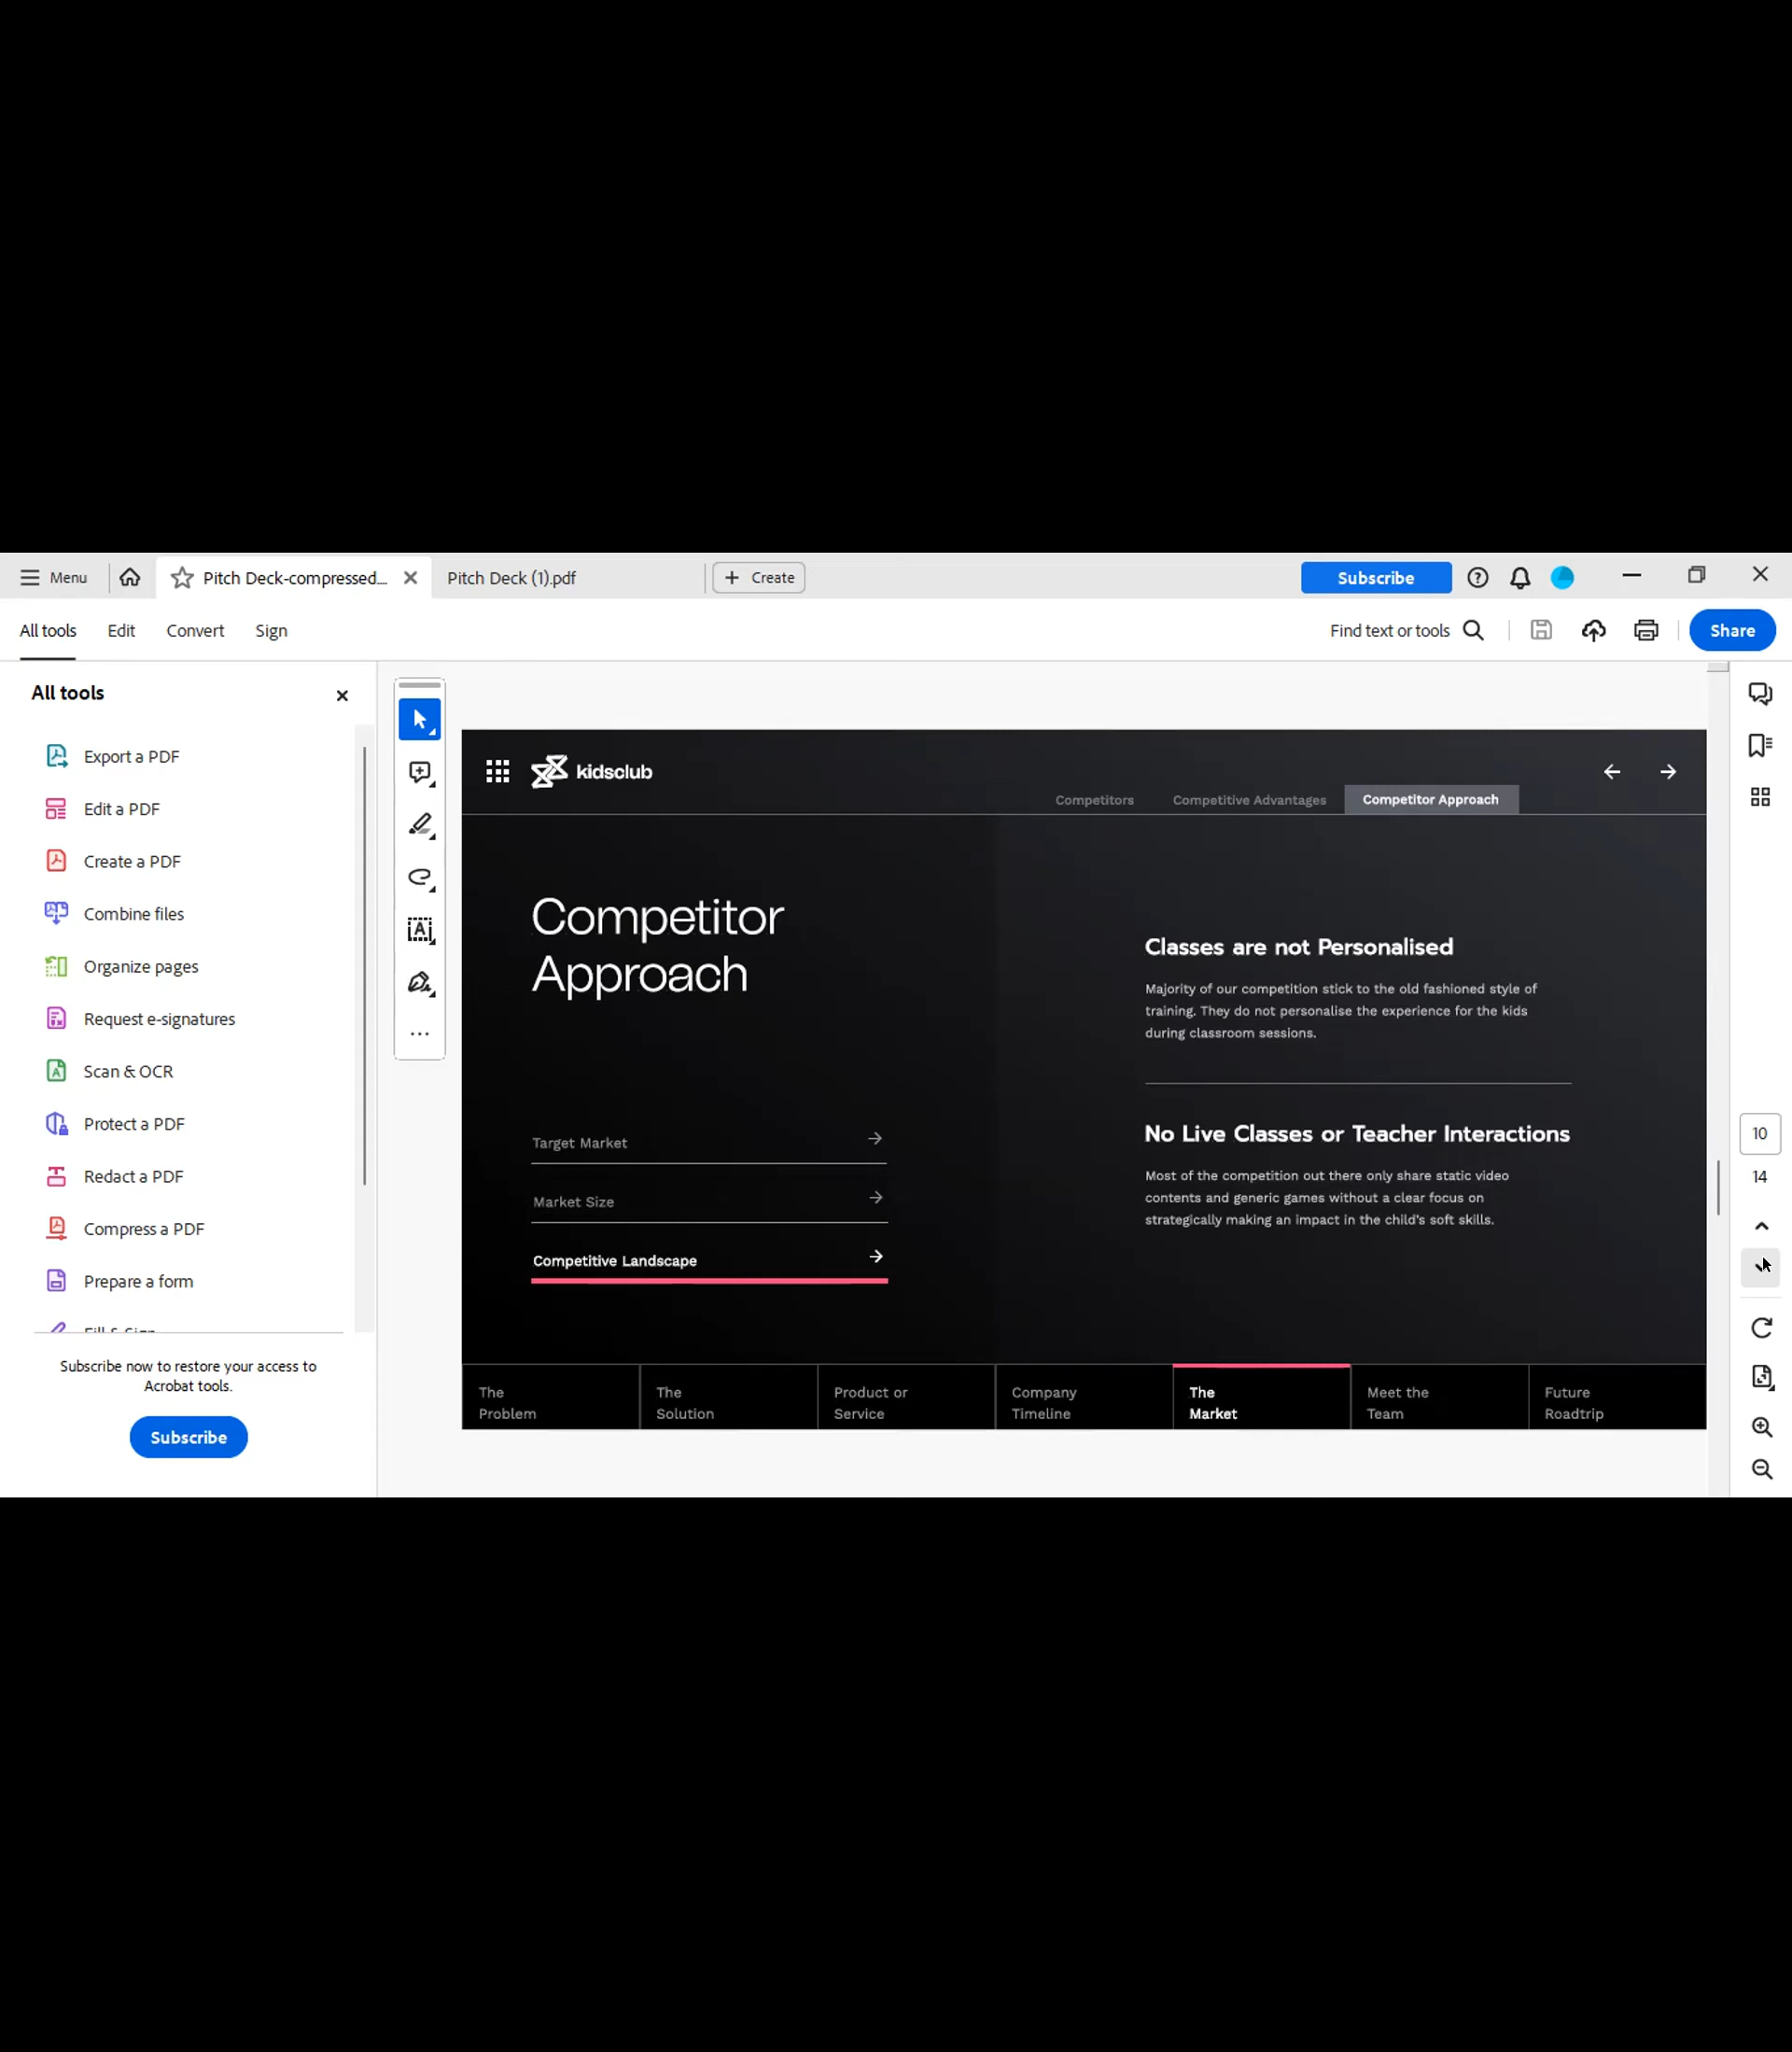 Menu
Pitch Deck-compressed...
Pitch Deck (1).pdf
Create
Subscribe
All tools
Edit
Convert
Sign
Find text or tools
Share
All tools
Export a PDF
Edit a PDF
Create a PDF
Combine files
Organize pages
Request e-signatures
Scan & OCR
Protect a PDF
Redact a PDF
Compress a PDF
Prepare a form
Fill & Sign
Subscribe now to restore your access to
Acrobat tools.
Subscribe
kidsclub
Competitors
Competitive Advantages
Competitor Approach
Competitor
Approach
Target Market
Market Size
Competitive Landscape
Classes are not Personalised
Majority of our competition stick to the old fashioned style of
training. They do not personalise the experience for the kids
during classroom sessions.
No Live Classes or Teacher Interactions
Most of the competition out there only share static video
contents and generic games without a clear focus on
strategically making an impact in the child's soft skills.
The
Problem
The
Solution
Product or
Service
Company
Timeline
The
Market
Meet the
Team
Future
Roadtrip
10
14